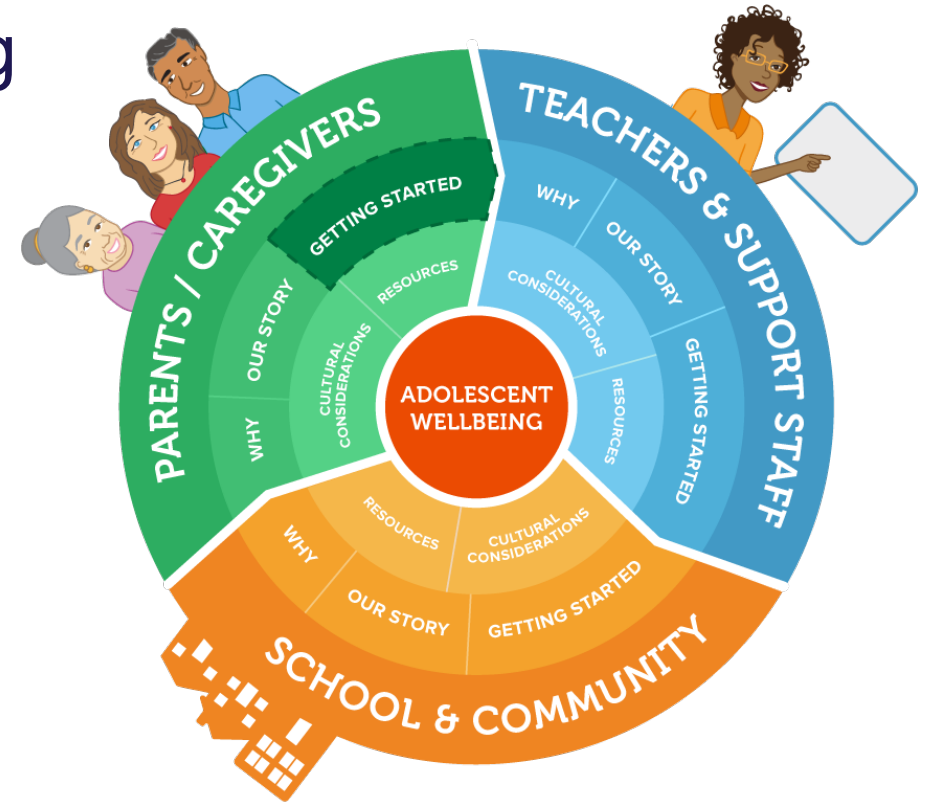 g
PARENTS / CAREGIVERS
GETTING STARTED
OUR STORY
WHY
RESOURCES
CULTURAL
CONSIDERATIONS
TEACHERS & SUPPORT STAFF
WHY
OUR STORY
GETTING STARTED
CULTURAL
CONSIDERATIONS
RESOURCES
ADOLESCENT
WELLBEING
RESOURCES
CULTURAL
CONSIDERATIONS
WHY
OUR STORY
GETTING STARTED
SCHOOL & COMMUNITY